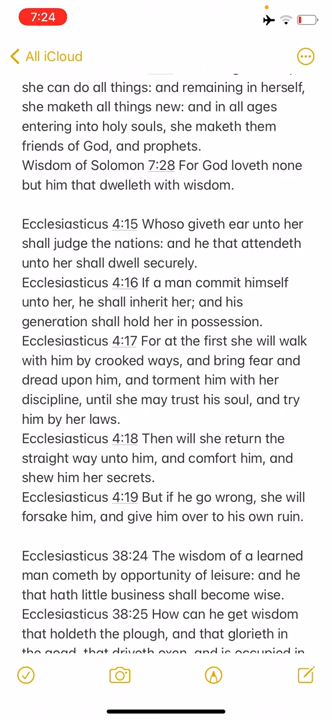 7:24
All iCloud
she can do all things: and remaining in herself,
she maketh all things new: and in all ages
entering into holy souls, she maketh them
friends of God, and prophets.
Wisdom of Solomon 7:28 For God loveth none
but him that dwelleth with wisdom.
Ecclesiasticus 4:15 Whoso giveth ear unto her
shall judge the nations: and he that attendeth
unto her shall dwell securely.
Ecclesiasticus 4:16 If a man commit himself
unto her, he shall inherit her; and his
generation shall hold her in possession.
Ecclesiasticus 4:17 For at the first she will walk
with him by crooked ways, and bring fear and
dread upon him, and torment him with her
discipline, until she may trust his soul, and try
him by her laws.
Ecclesiasticus 4:18 Then will she return the
straight way unto him, and comfort him, and
shew him her secrets.
Ecclesiasticus 4:19 But if he go wrong, she will
forsake him, and give him over to his own ruin.
Ecclesiasticus 38:24 The wisdom of a learned
man cometh by opportunity of leisure: and he
that hath little business shall become wise.
Ecclesiasticus 38:25 How can he get wisdom
that holdeth the plough, and that glorieth in
the goad, that driveth oxen, and is occupied in